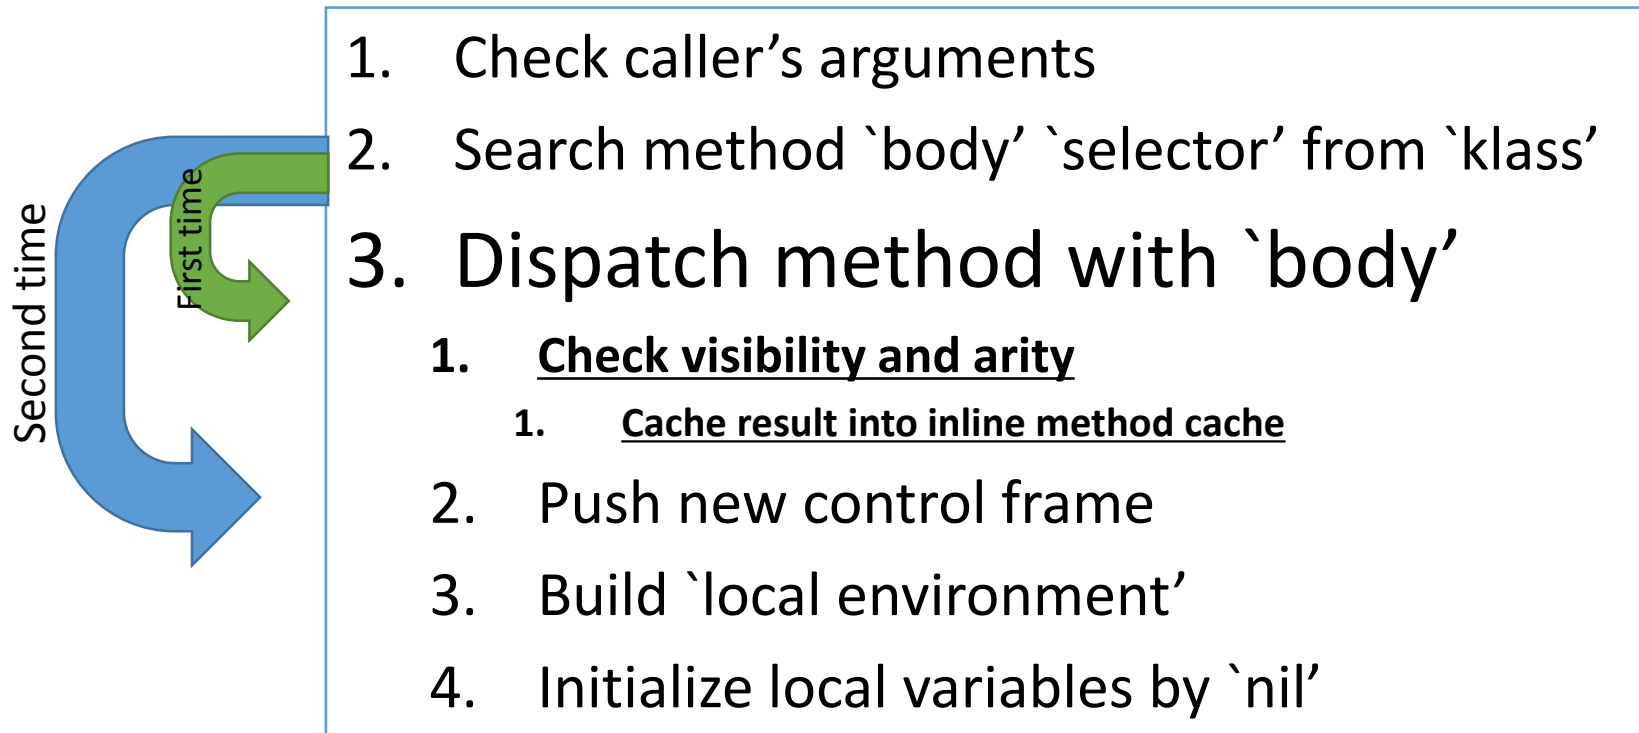 1. Check caller’s arguments
2. Search method `body’ `selector’ from `klass’
3. Dispatch method with `body’
1. Check visibility and arity
1. Cache result into inline method cache
2. Push new control frame
3. Build `local environment’
4. Initialize local variables by `nil’
Second time
First time